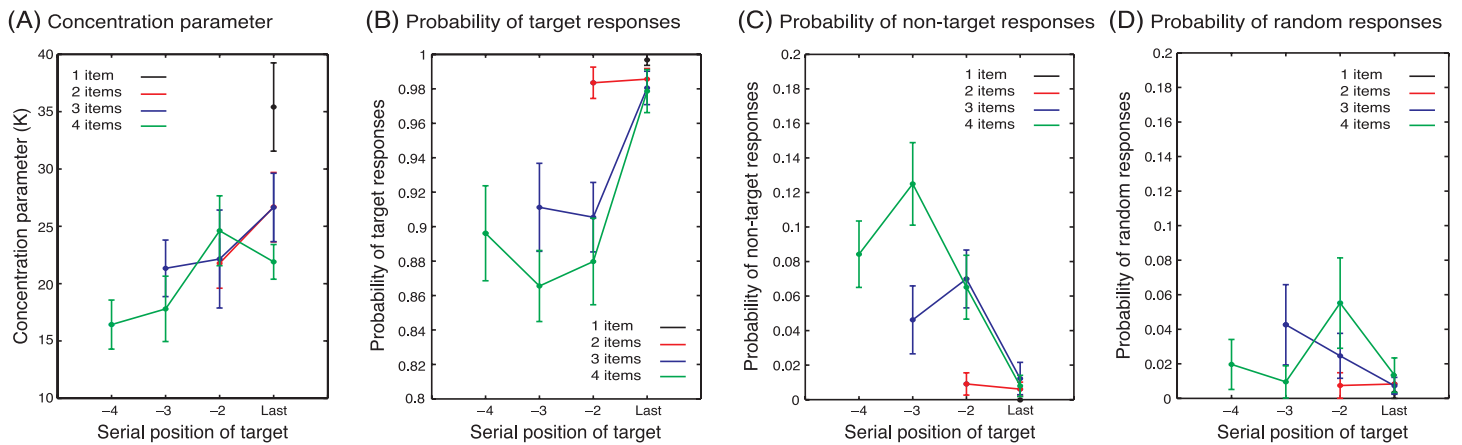 (A) Concentration parameter
40
35
30
25
20
15
10
Concentration parameter (K)
1 item
2 items
3 items
4 items
−4 −3 −2 Last
Serial position of target
(B) Probability of target responses
1
0.98
0.96
0.94
0.92
0.9
0.88
0.86
0.84
0.82
0.8
Probability of target responses
1 item
2 items
3 items
4 items
−4 −3 −2 Last
Serial position of target
(C) Probability of non-target responses
0.2
0.18
0.16
0.14
0.12
0.1
0.08
0.06
0.04
0.02
0
Probability of non-target responses
1 item
2 items
3 items
4 items
−4 −3 −2 Last
Serial position of target
(D) Probability of random responses
0.2
0.18
0.16
0.14
0.12
0.1
0.08
0.06
0.04
0.02
0
Probability of random responses
1 item
2 items
3 items
4 items
−4 −3 −2 Last
Serial position of target